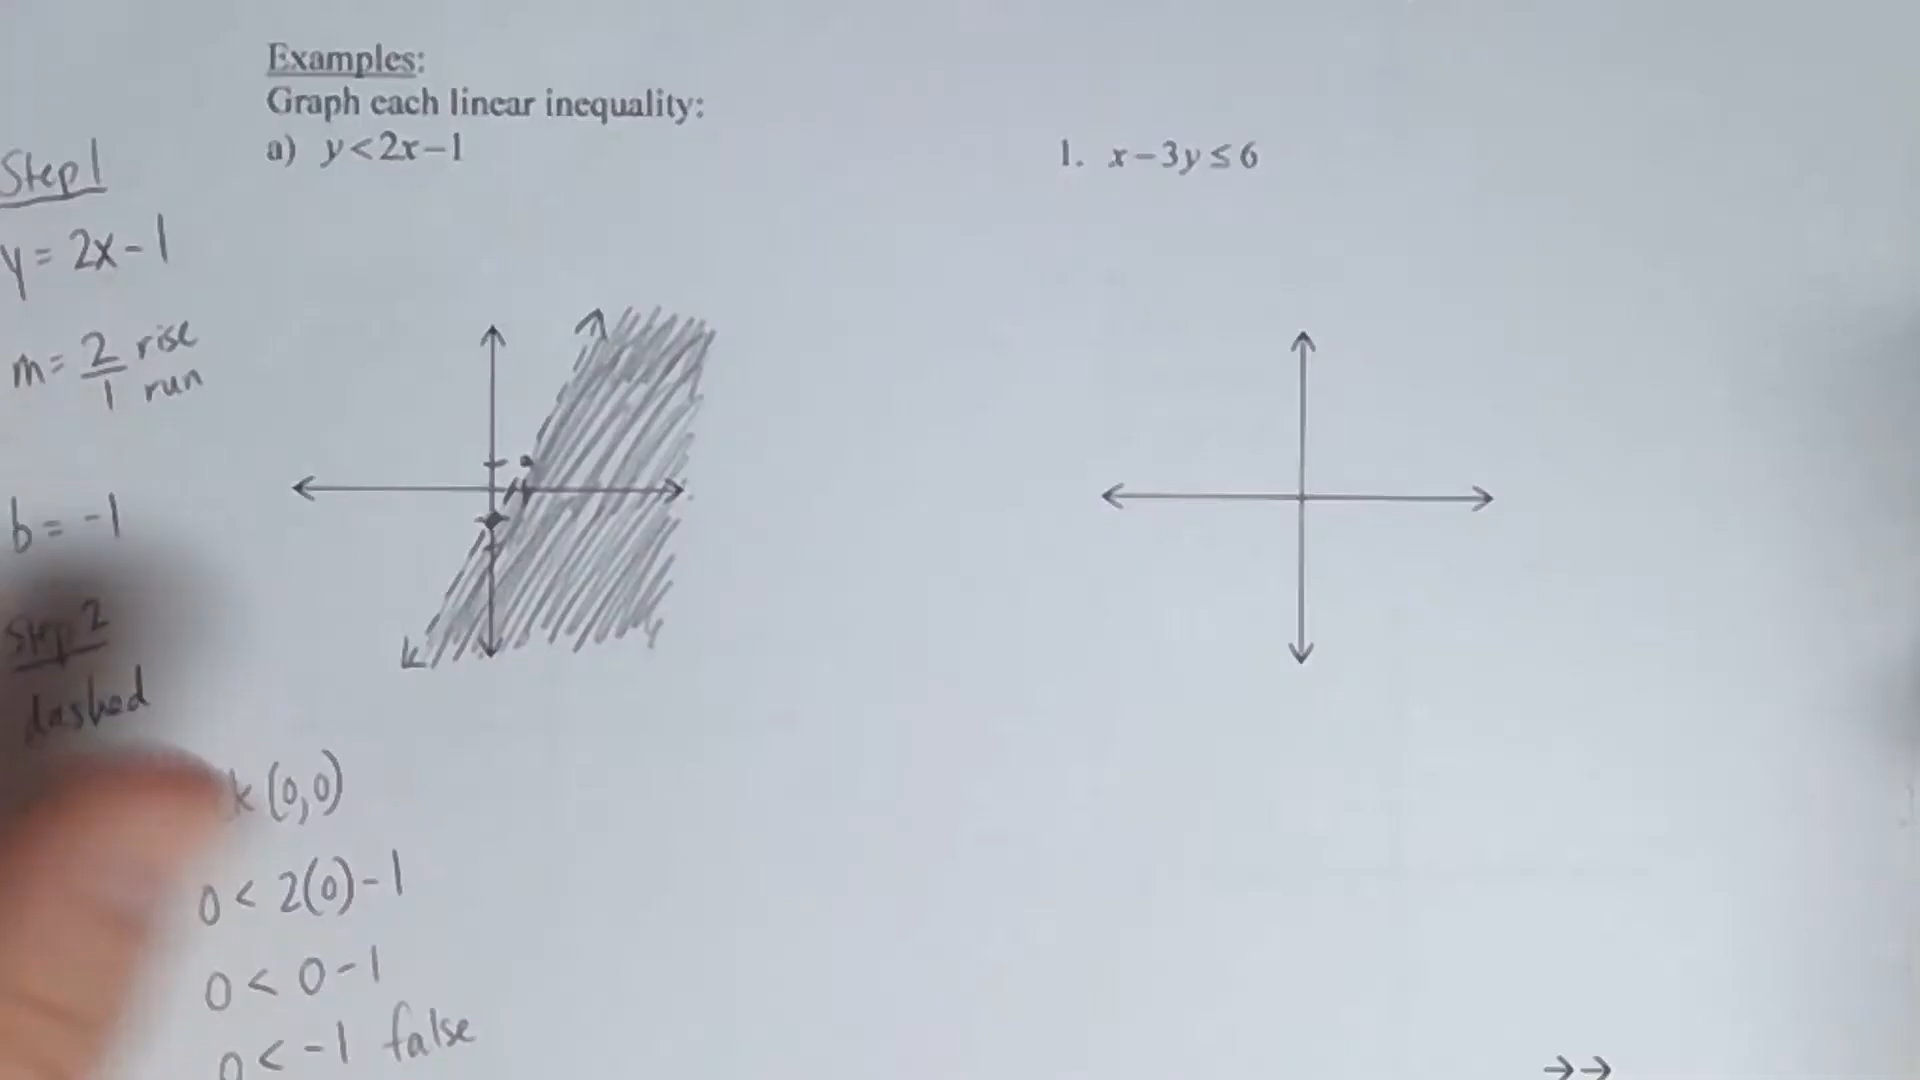 Examples:
Graph each linear inequality:
a) y<2x-1
1. x-3y≤6
Step 1
y = 2x-1
m = 2/1 rise run
b = -1
Step 2
dashed
(0,0)
0 < 2(0)-1
0 < 0-1
0 < -1 false
→→